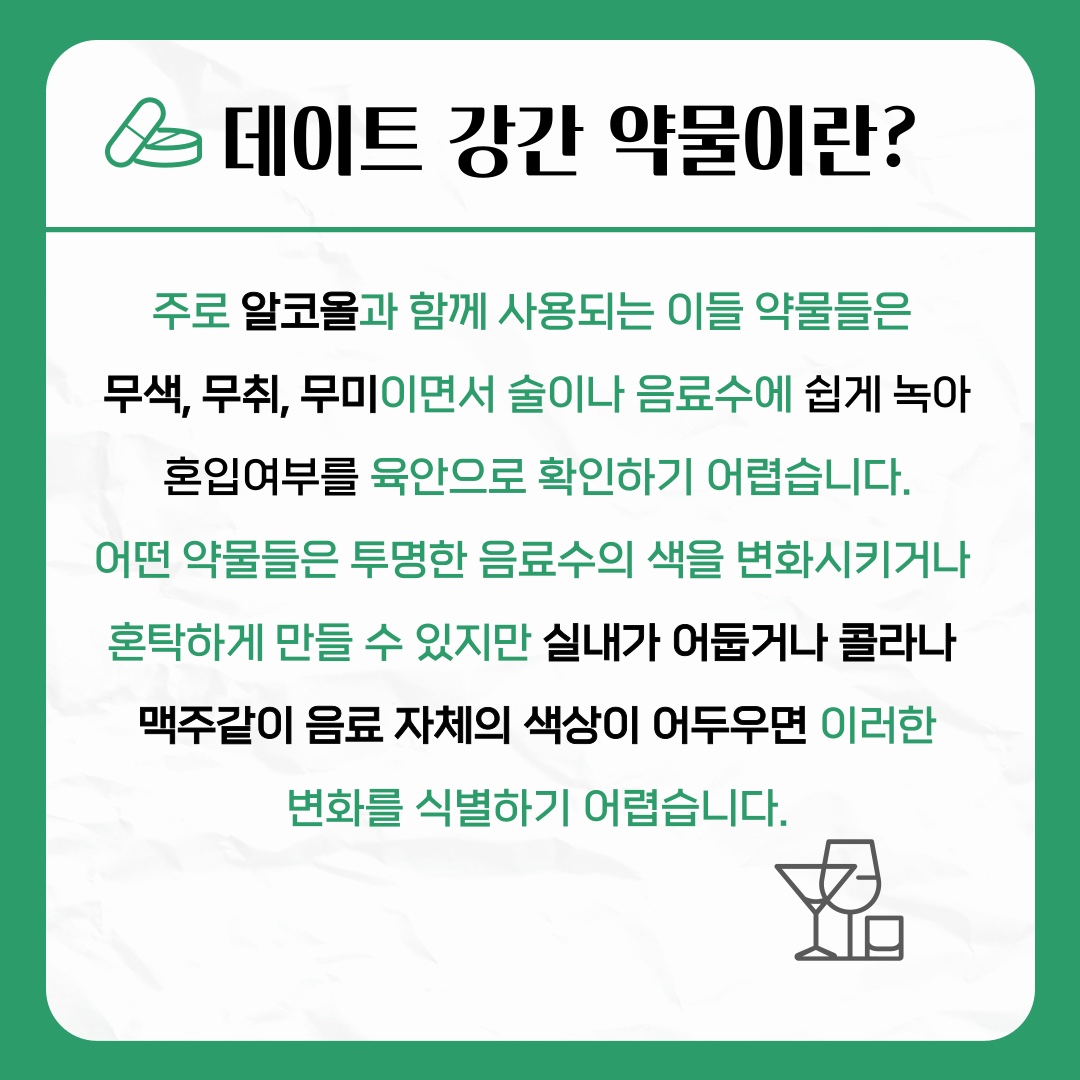 데이트 강간 약물이란?
주로 알코올과 함께 사용되는 이들 약물들은
무색, 무취, 무미이면서 술이나 음료수에 쉽게 녹아
혼입여부를 육안으로 확인하기 어렵습니다.
어떤 약물들은 투명한 음료수의 색을 변화시키거나
혼탁하게 만들 수 있지만 실내가 어둡거나 콜라나
맥주같이 음료 자체의 색상이 어두우면 이러한
변화를 식별하기 어렵습니다.